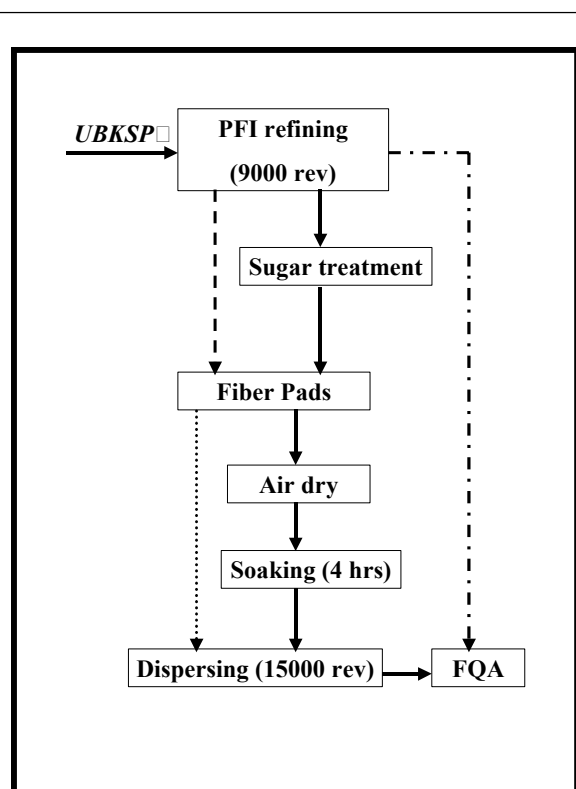 UBKSP□
PFI refining
(9000 rev)
Sugar treatment
Fiber Pads
Air dry
Soaking (4 hrs)
Dispersing (15000 rev)
FQA